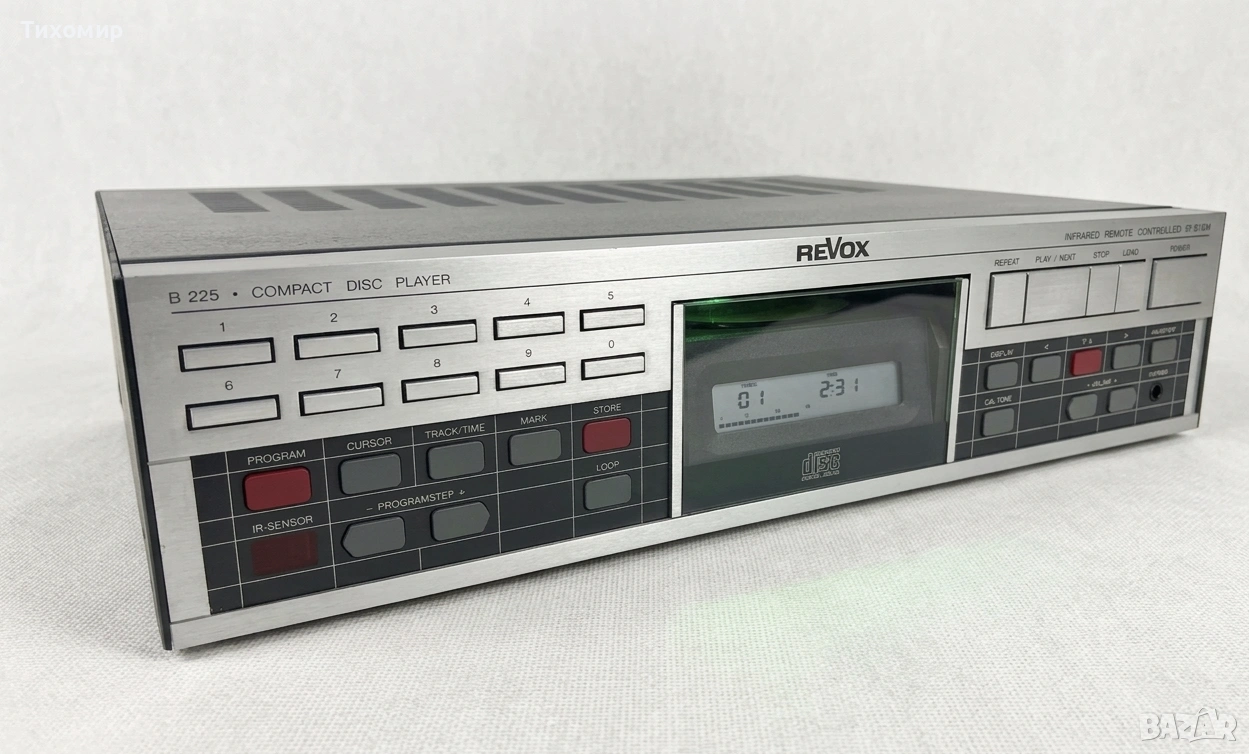 Тихомир
REVOX
INFRARED REMOTE CONTROLLED
B 225 • COMPACT DISC PLAYER
REPEAT PLAY / NEXT STOP LOAD POWER
1 2 3 4 5
6 7 8 9 0
PROGRAM CURSOR TRACK/TIME MARK STORE
DISPLAY < >
CAL TONE
IR-SENSOR - PROGRAMSTEP + LOOP
01 2:31
disc
BAZAR